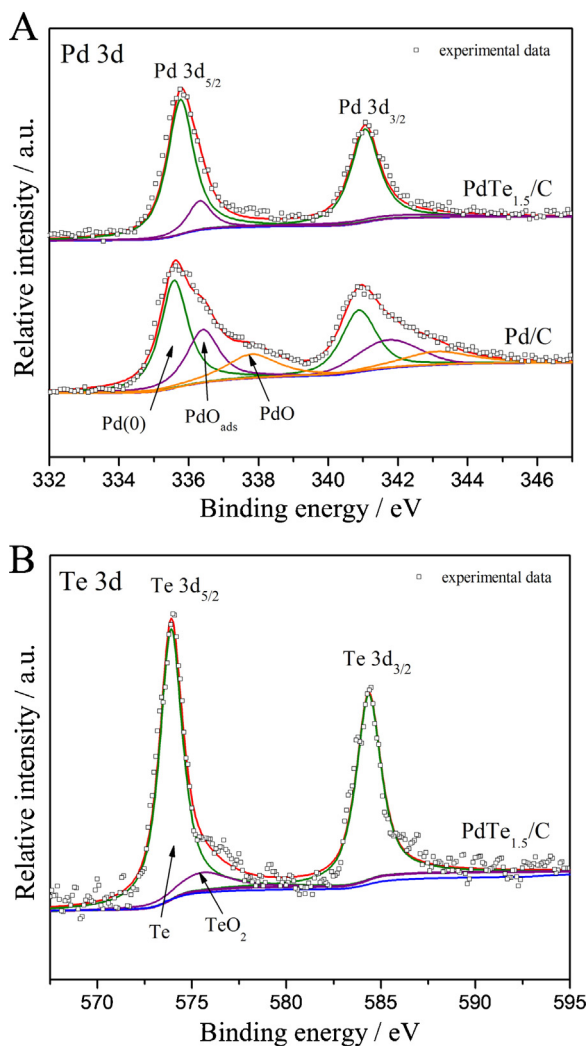 A
Pd 3d
experimental data
Pd 3d5/2
Pd 3d3/2
PdTe1.5/C
Pd/C
Pd(0)
PdOads
PdO
Relative intensity / a.u.
332 334 336 338 340 342 344 346
Binding energy / eV
B
Te 3d
experimental data
Te 3d5/2
Te 3d3/2
PdTe1.5/C
Te
TeO2
Relative intensity / a.u.
570 575 580 585 590 595
Binding energy / eV